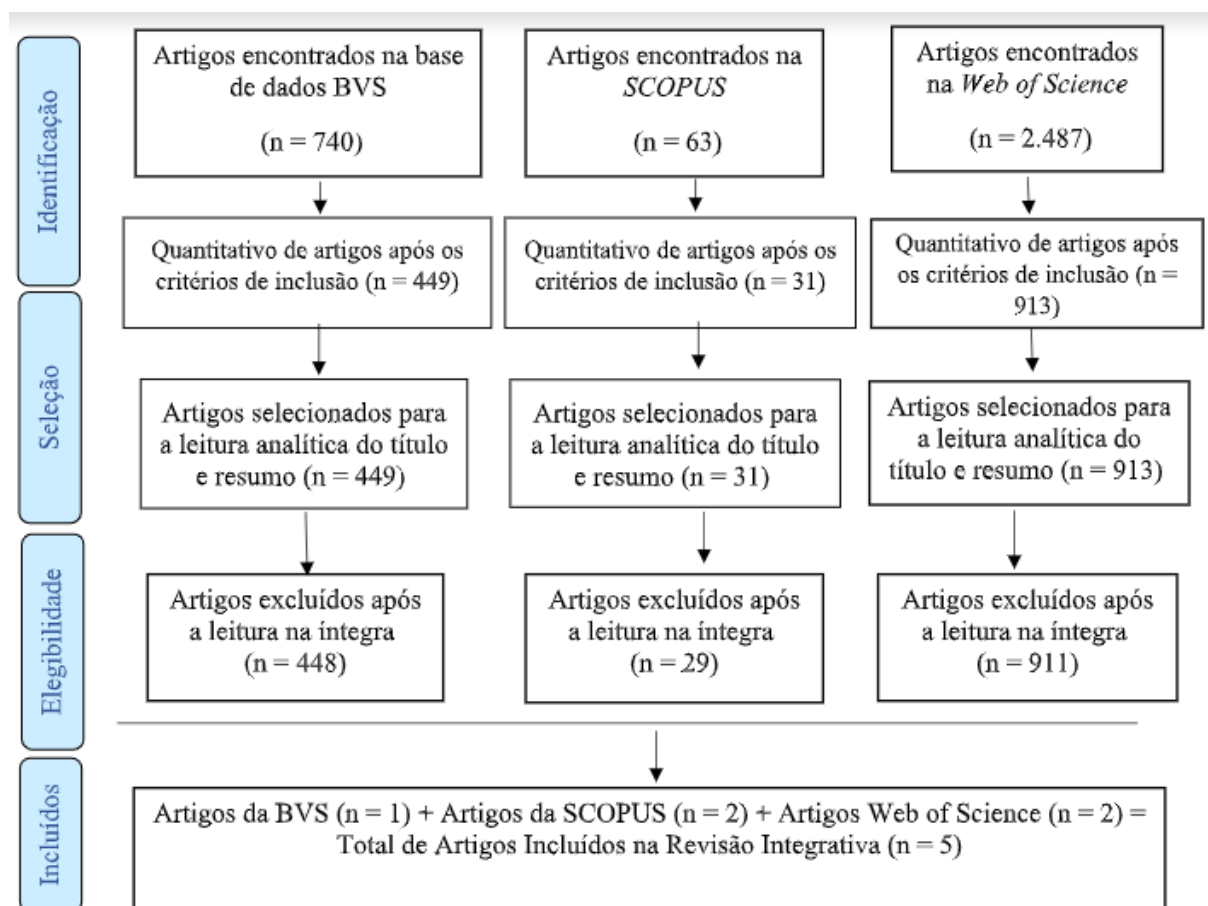 Identificação
Artigos encontrados na base
de dados BVS
(n = 740)
Artigos encontrados na
SCOPUS
(n = 63)
Artigos encontrados
na Web of Science
(n = 2.487)
Quantitativo de artigos após os
critérios de inclusão (n = 449)
Quantitativo de artigos após os
critérios de inclusão (n = 31)
Quantitativo de artigos após
os critérios de inclusão (n =
913)
Seleção
Artigos selecionados para
a leitura analítica do título
e resumo (n = 449)
Artigos selecionados para
a leitura analítica do título
e resumo (n = 31)
Artigos selecionados para
a leitura analítica do
título e resumo (n = 913)
Elegibilidade
Artigos excluídos após
a leitura na íntegra
(n = 448)
Artigos excluídos após
a leitura na íntegra
(n = 29)
Artigos excluídos após
a leitura na íntegra
(n = 911)
Incluídos
Artigos da BVS (n = 1) + Artigos da SCOPUS (n = 2) + Artigos Web of Science (n = 2) =
Total de Artigos Incluídos na Revisão Integrativa (n = 5)